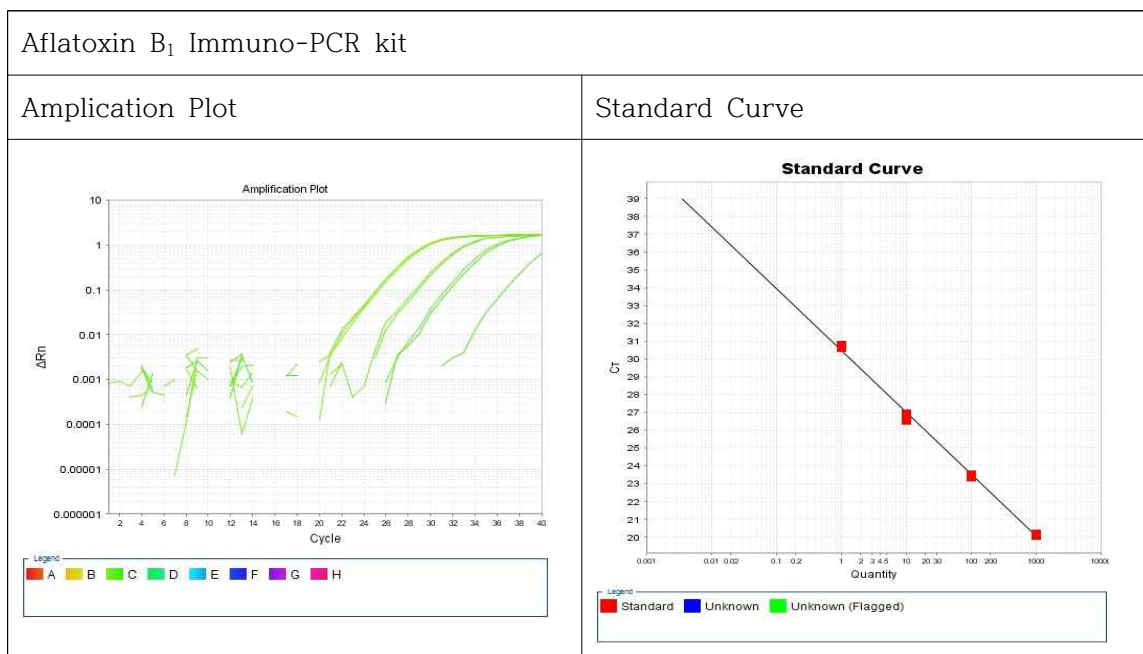 Aflatoxin B₁ Immuno-PCR kit
Amplication Plot
Standard Curve
Amplification Plot
10
1
0.1
0.01
0.001
0.0001
0.00001
0.000001
ΔRn
2 4 6 8 10 12 14 16 18 20 22 24 26 28 30 32 34 36 38 40
Cycle
Legend
A B C D E F G H
Standard Curve
39
38
37
36
35
34
33
32
31
30
29
28
27
26
25
24
23
22
21
20
CT
0.001 0.01 0.02 0.1 0.2 1 2 3 4 5 10 20 30 100 200 1000 1000
Quantity
Legend
Standard Unknown Unknown (Flagged)